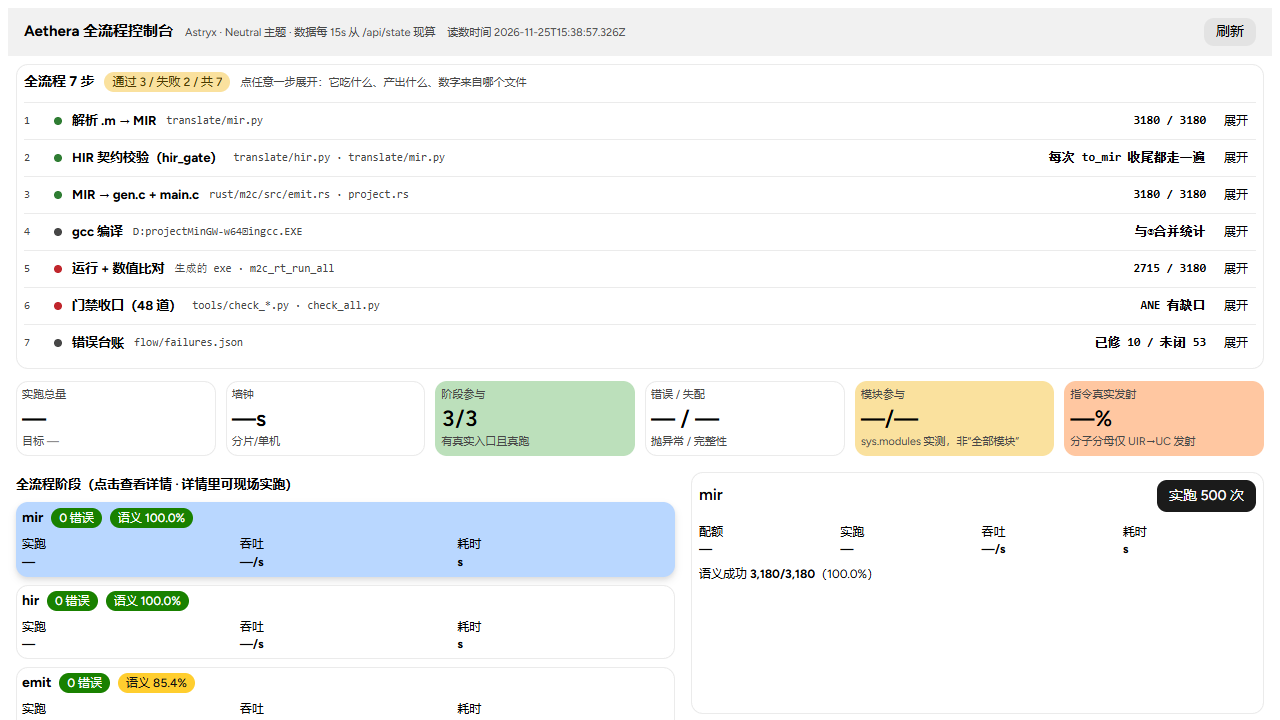 Aethera 全流程控制台 Astryx · Neutral 主题 · 数据每 15s 从 /api/state 现算 读数时间 2026-11-25T15:38:57.326Z 刷新
全流程 7 步 通过 3 / 失败 2 / 共 7 点任意一步展开：它吃什么、产出什么、数字来自哪个文件
1 解析 .m → MIR translate/mir.py 3180 / 3180 展开
2 HIR 契约校验（hir_gate） translate/hir.py · translate/mir.py 每次 to_mir 收尾都走一遍 展开
3 MIR → gen.c + main.c rust/m2c/src/emit.rs · project.rs 3180 / 3180 展开
4 gcc 编译 D:projectMinGW-w64ingcc.EXE 与⑤合并统计 展开
5 运行 + 数值比对 生成的 exe · m2c_rt_run_all 2715 / 3180 展开
6 门禁收口（48 道） tools/check_*.py · check_all.py ANE 有缺口 展开
7 错误台账 flow/failures.json 已修 10 / 未闭 53 展开
实跑总量 墙钟 阶段参与 错误 / 失配 模块参与 指令真实发射
— —s 3/3 — / — —/— —%
目标 — 分片/单机 有真实入口且真跑 抛异常 / 完整性 sys.modules 实测，非“全部模块” 分子分母仅 UIR→UC 发射
全流程阶段（点击查看详情 · 详情里可现场实跑）
mir 0 错误 语义 100.0%
实跑 吞吐 耗时
— —/s s
hir 0 错误 语义 100.0%
实跑 吞吐 耗时
— —/s s
emit 0 错误 语义 85.4%
实跑 吞吐 耗时
mir 实跑 500 次
配额 实跑 吞吐 耗时
— — —/s s
语义成功 3,180/3,180（100.0%）